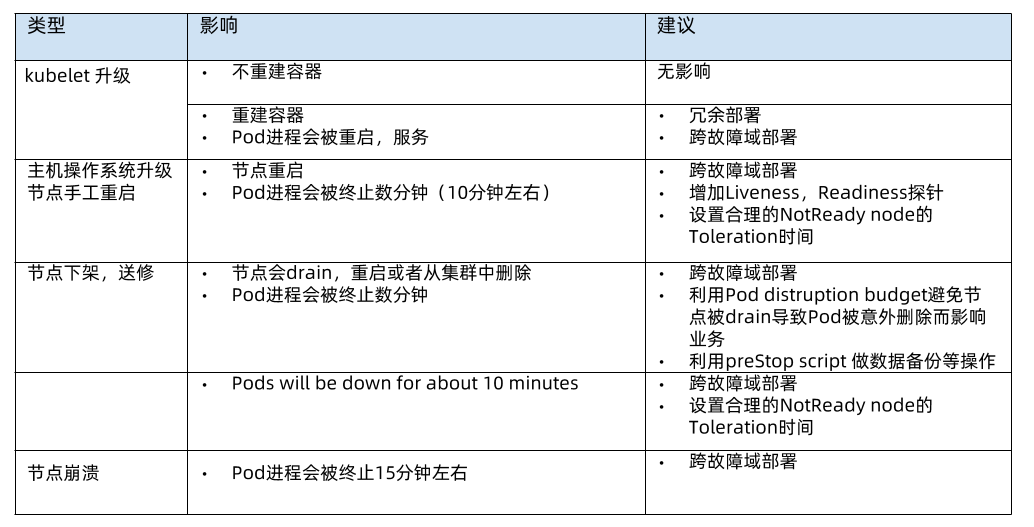 类型 影响 建议
kubelet 升级
• 不重建容器
无影响
• 重建容器
• Pod进程会被重启，服务
• 冗余部署
• 跨故障域部署
主机操作系统升级
节点手工重启
• 节点重启
• Pod进程会被终止数分钟（10分钟左右）
• 跨故障域部署
• 增加Liveness，Readiness探针
• 设置合理的NotReady node的
Toleration时间
节点下架，送修
• 节点会drain，重启或者从集群中删除
• Pod进程会被终止数分钟
• 跨故障域部署
• 利用Pod distruption budget避免节
点被drain导致Pod被意外删除而影响
业务
• 利用preStop script 做数据备份等操作
• Pods will be down for about 10 minutes
• 跨故障域部署
• 设置合理的NotReady node的
Toleration时间
节点崩溃
• Pod进程会被终止15分钟左右
• 跨故障域部署